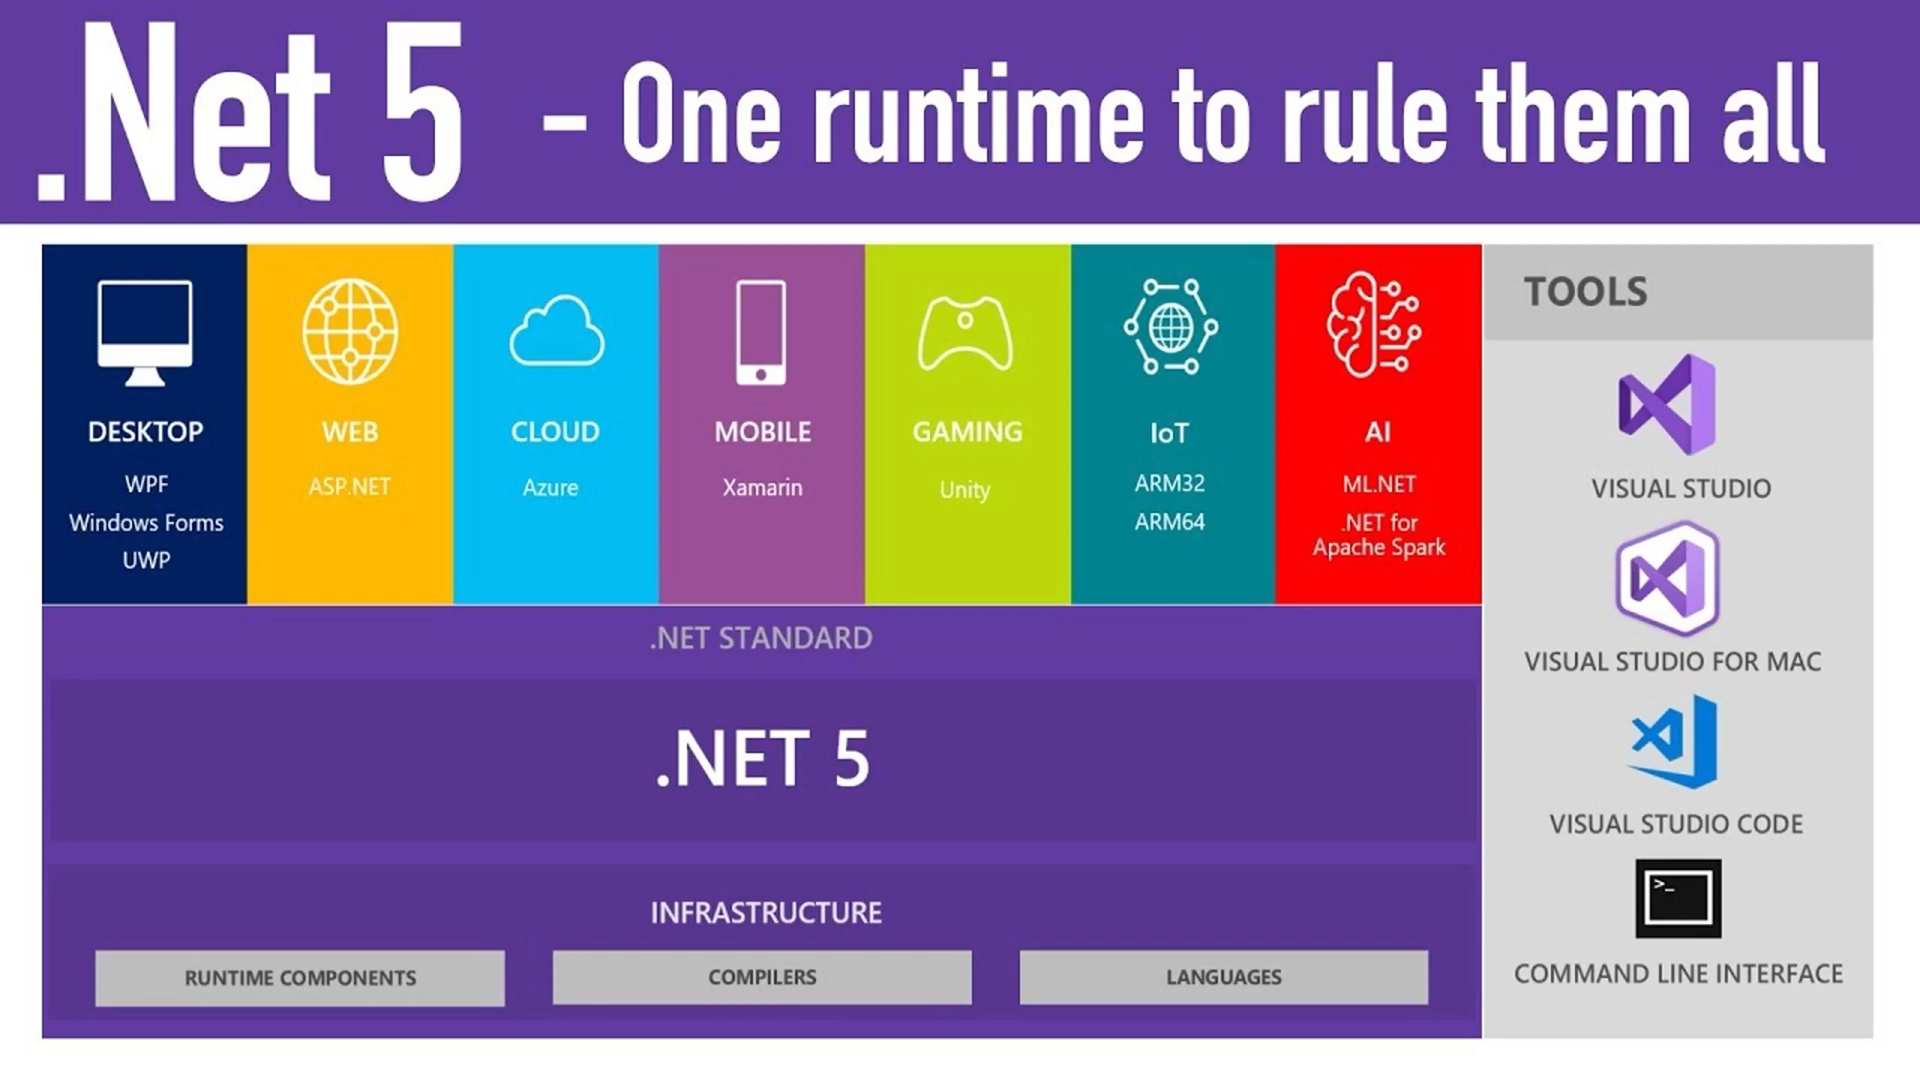 .Net 5 - One runtime to rule them all
DESKTOP
WPF
Windows Forms
UWP
WEB
ASP.NET
CLOUD
Azure
MOBILE
Xamarin
GAMING
Unity
IoT
ARM32
ARM64
AI
ML.NET
.NET for
Apache Spark
.NET STANDARD
.NET 5
INFRASTRUCTURE
RUNTIME COMPONENTS
COMPILERS
LANGUAGES
TOOLS
VISUAL STUDIO
VISUAL STUDIO FOR MAC
VISUAL STUDIO CODE
>_
COMMAND LINE INTERFACE